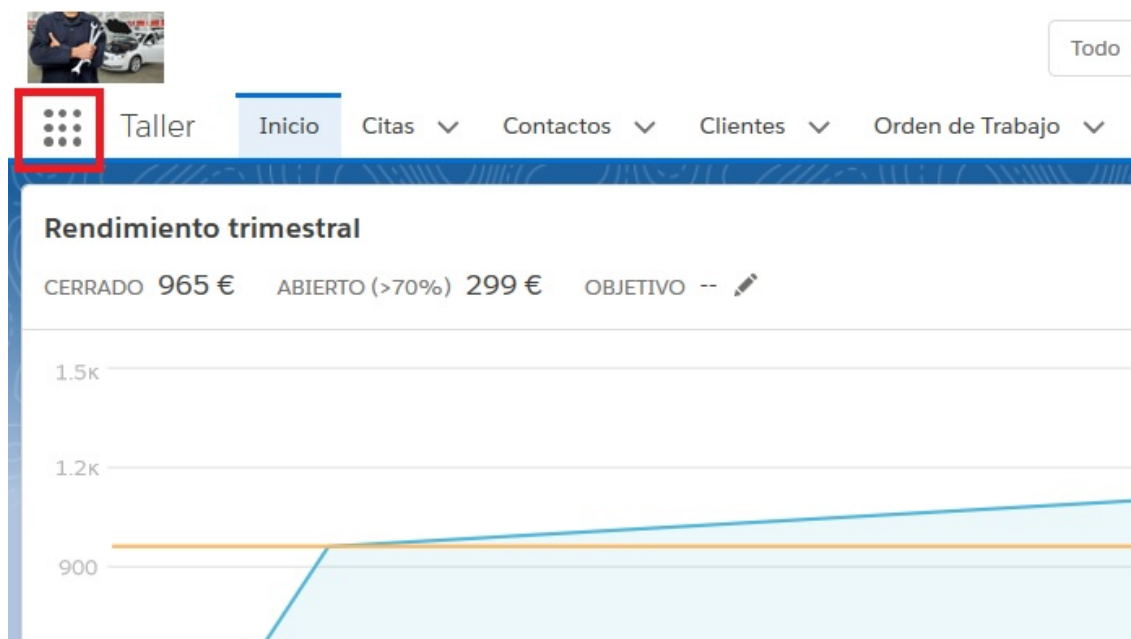 Todo
Taller Inicio Citas Contactos Clientes Orden de Trabajo
Rendimiento trimestral
CERRADO 965 € ABIERTO (>70%) 299 € OBJETIVO --
1.5K
1.2K
900